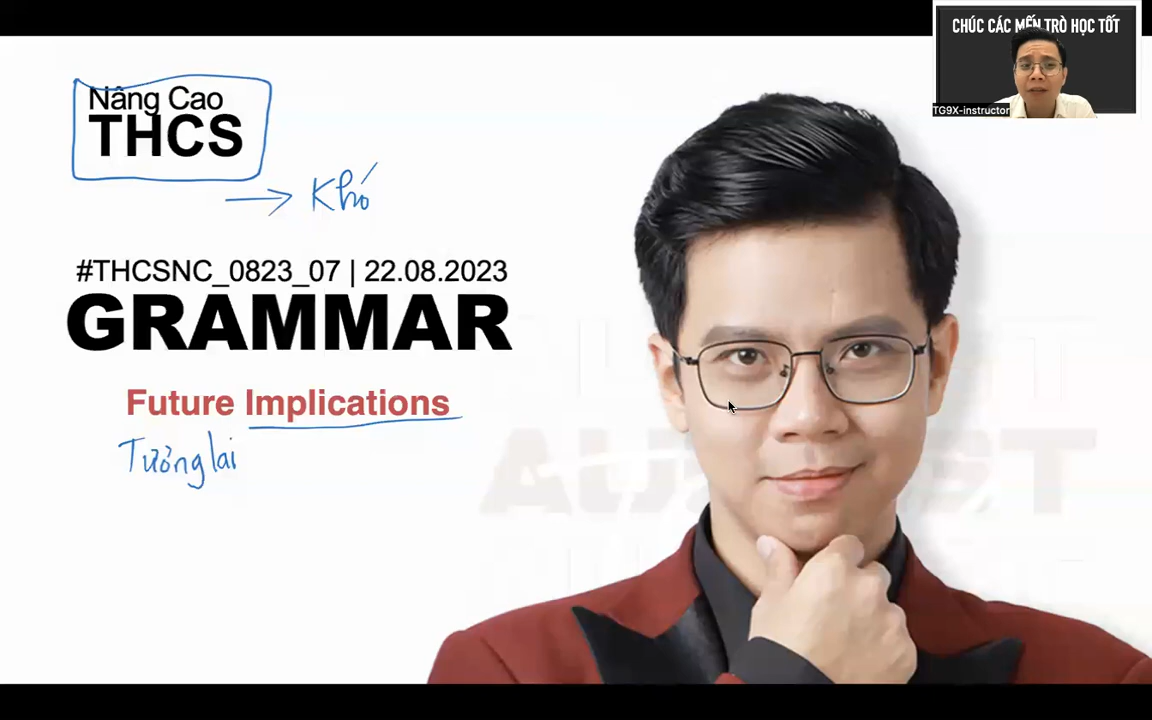 CHÚC CÁC MẾN TRÒ HỌC TỐT
TG9X-instructor
Nâng Cao
THCS
→ Khó
#THCSNC_0823_07 | 22.08.2023
GRAMMAR
Future Implications
Tương lai